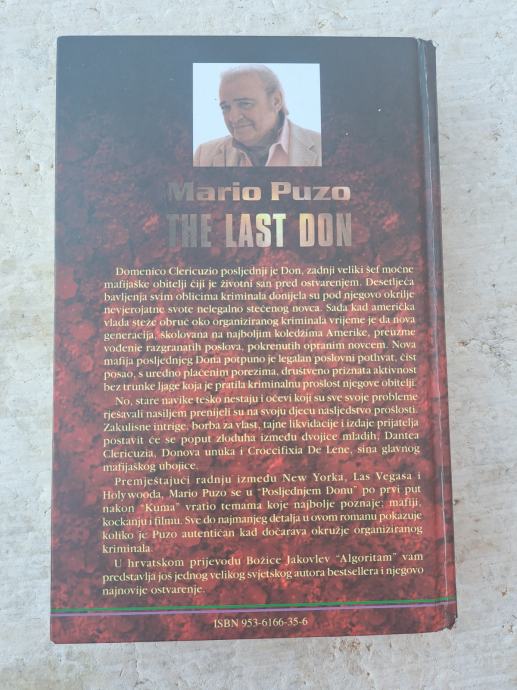 Mario Puzo
THE LAST DON
Domenico Clericuzio posljednji je Don, zadnji veliki šef moćne
mafijaške obitelji čiji je životni san pred ostvarenjem. Desetljeća
bavljenja svim oblicima kriminala donijela su pod njegovo okrilje
nevjerojatne svote nelegalno stečenog novca. Sada kad američka
vlada steže obruč oko organiziranog kriminala vrijeme je da nova
generacija, školovana na najboljim koledžima Amerike, preuzme
vođenje razgranatih poslova, pokrenutih opranim novcem. Nova
mafija posljednjeg Dona potpuno je legalan poslovni pothvat, čist
posao, s uredno plaćenim porezima, društveno priznata aktivnost
bez trunke ljage koja je pratila kriminalnu prošlost njegove obitelji.
No, stare navike teško nestaju i očevi koji su sve svoje probleme
rješavali nasiljem prenijeli su na svoju djecu nasljedstvo prošlosti.
Zakulisne intrige, borba za vlast, tajne likvidacije i izdaje prijatelja
postavit će se poput zloduha između dvojice mladih, Dantea
Clericuzia, Donova unuka i Croccifixia De Lene, sina glavnog
mafijaškog ubojice.
Premještajući radnju između New Yorka, Las Vegasa i
Holywooda, Mario Puzo se u "Posljednjem Donu" po prvi put
nakon "Kuma" vratio temama koje najbolje poznaje; mafiji,
kockanju i filmu. Sve do najmanjeg detalja u ovom romanu pokazuje
koliko je Puzo autentičan kad dočarava okružje organiziranog
kriminala.
U hrvatskom prijevodu Božice Jakovlev "Algoritam" vam
predstavlja još jednog velikog svjetskog autora bestsellera i njegovo
najnovije ostvarenje.
ISBN 953-6166-35-6